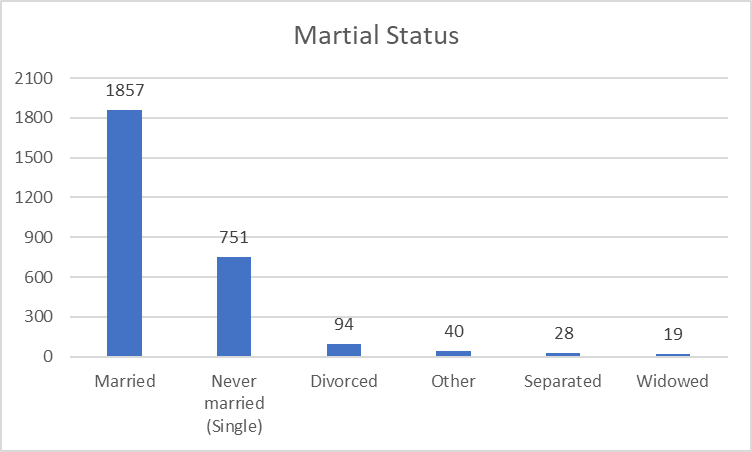 Martial Status
2100
1800
1500
1200
900
600
300
0
1857
751
94
40
28
19
Married
Never
married
(Single)
Divorced
Other
Separated
Widowed